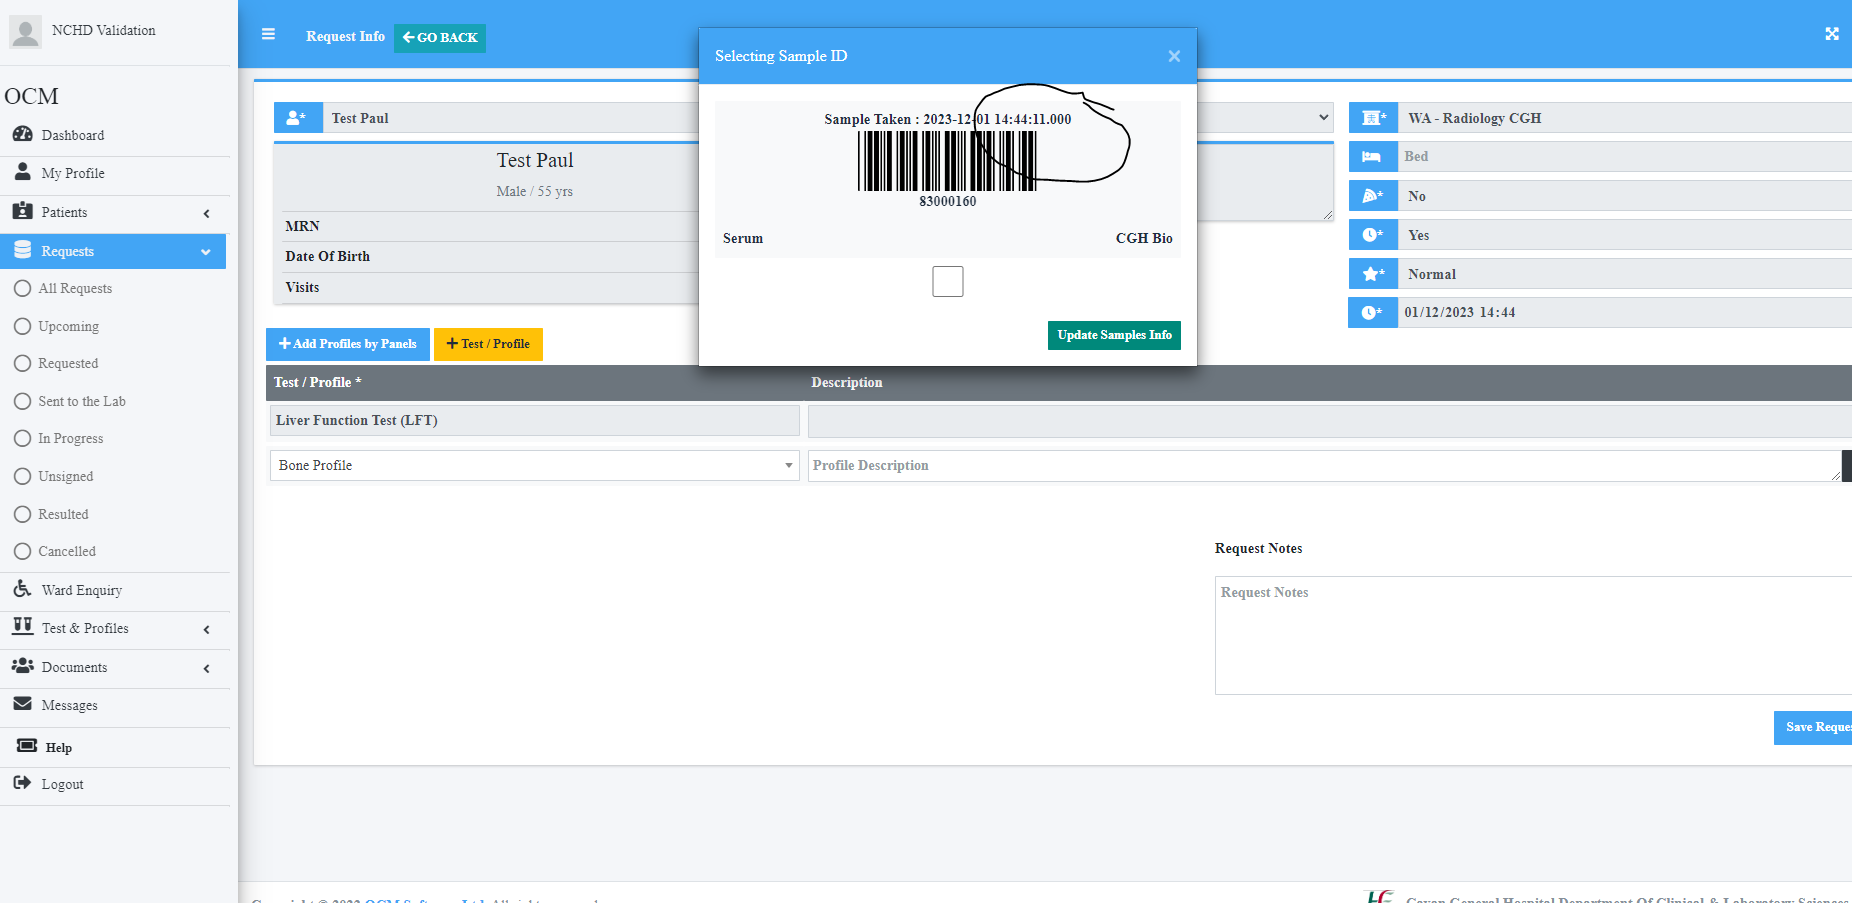 NCHD Validation
OCM
Dashboard
My Profile
Patients
Requests
All Requests
Upcoming
Requested
Sent to the Lab
In Progress
Unsigned
Resulted
Cancelled
Ward Enquiry
Test & Profiles
Documents
Messages
Help
Logout
Request Info
GO BACK
Selecting Sample ID
×
Sample Taken : 2023-12-01 14:44:11.000
83000160
Serum
CGH Bio
Update Samples Info
Test Paul
Test Paul
Male / 55 yrs
MRN
Date Of Birth
Visits
WA - Radiology CGH
Bed
No
Yes
Normal
01/12/2023 14:44
Add Profiles by Panels
Test / Profile
Test / Profile *
Description
Liver Function Test (LFT)
Bone Profile
Profile Description
Request Notes
Request Notes
Save Reques
Cavan General Hospital Department Of Clinical & Laboratory Sciences